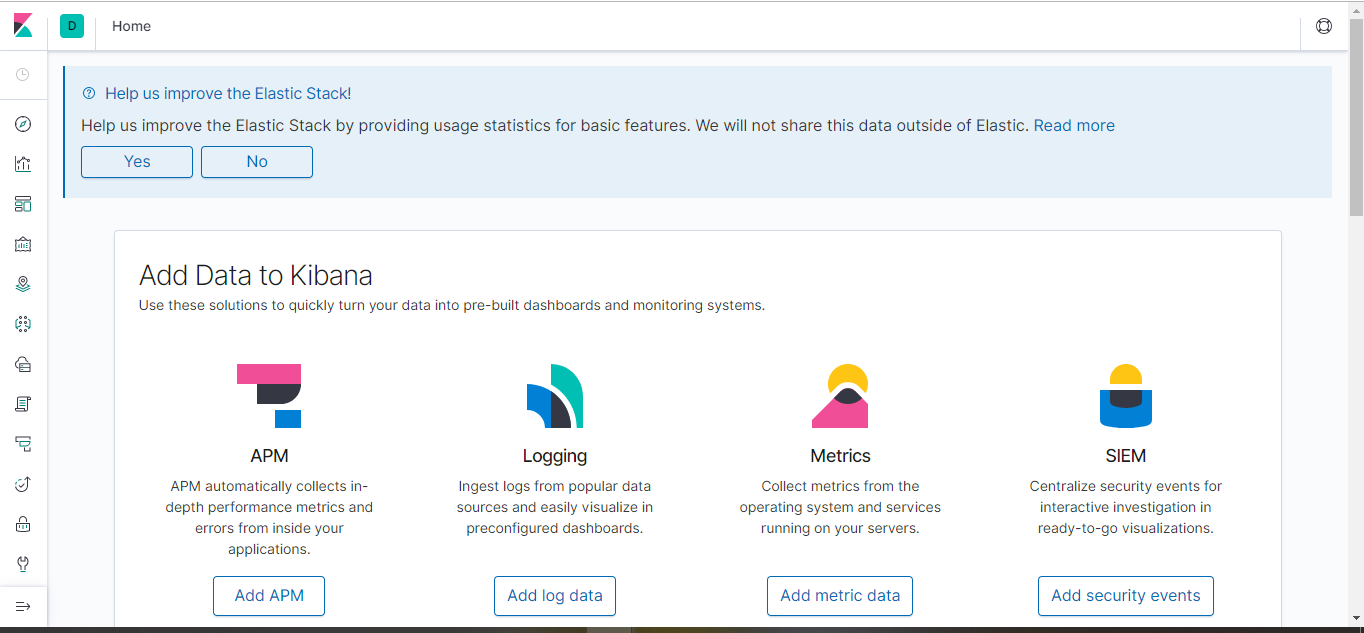 D
Home
Help us improve the Elastic Stack!
Help us improve the Elastic Stack by providing usage statistics for basic features. We will not share this data outside of Elastic. Read more
Yes No
Add Data to Kibana
Use these solutions to quickly turn your data into pre-built dashboards and monitoring systems.
APM
APM automatically collects in-
depth performance metrics and
errors from inside your
applications.
Add APM
Logging
Ingest logs from popular data
sources and easily visualize in
preconfigured dashboards.
Add log data
Metrics
Collect metrics from the
operating system and services
running on your servers.
Add metric data
SIEM
Centralize security events for
interactive investigation in
ready-to-go visualizations.
Add security events